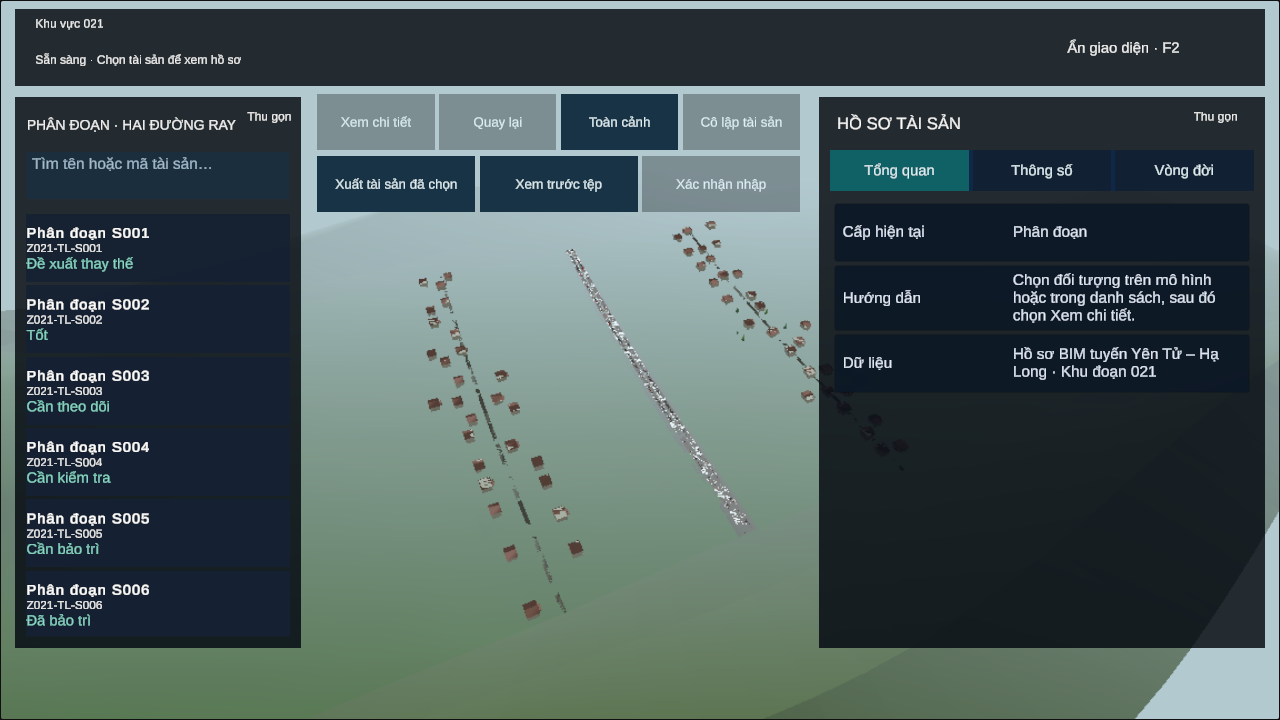 Khu vực 021
Sẵn sàng · Chọn tài sản để xem hồ sơ
Ẩn giao diện · F2
PHÂN ĐOẠN · HAI ĐƯỜNG RAY
Thu gọn
Tìm tên hoặc mã tài sản...
Phân đoạn S001
Z021-TL-S001
Đề xuất thay thế
Phân đoạn S002
Z021-TL-S002
Tốt
Phân đoạn S003
Z021-TL-S003
Cần theo dõi
Phân đoạn S004
Z021-TL-S004
Cần kiểm tra
Phân đoạn S005
Z021-TL-S005
Cần bảo trì
Phân đoạn S006
Z021-TL-S006
Đã bảo trì
Xem chi tiết
Quay lại
Toàn cảnh
Cô lập tài sản
Xuất tài sản đã chọn
Xem trước tệp
Xác nhận nhập
HỒ SƠ TÀI SẢN
Thu gọn
Tổng quan
Thông số
Vòng đời
Cấp hiện tại
Phân đoạn
Hướng dẫn
Chọn đối tượng trên mô hình
hoặc trong danh sách, sau đó
chọn Xem chi tiết.
Dữ liệu
Hồ sơ BIM tuyến Yên Tử – Hạ
Long · Khu đoạn 021